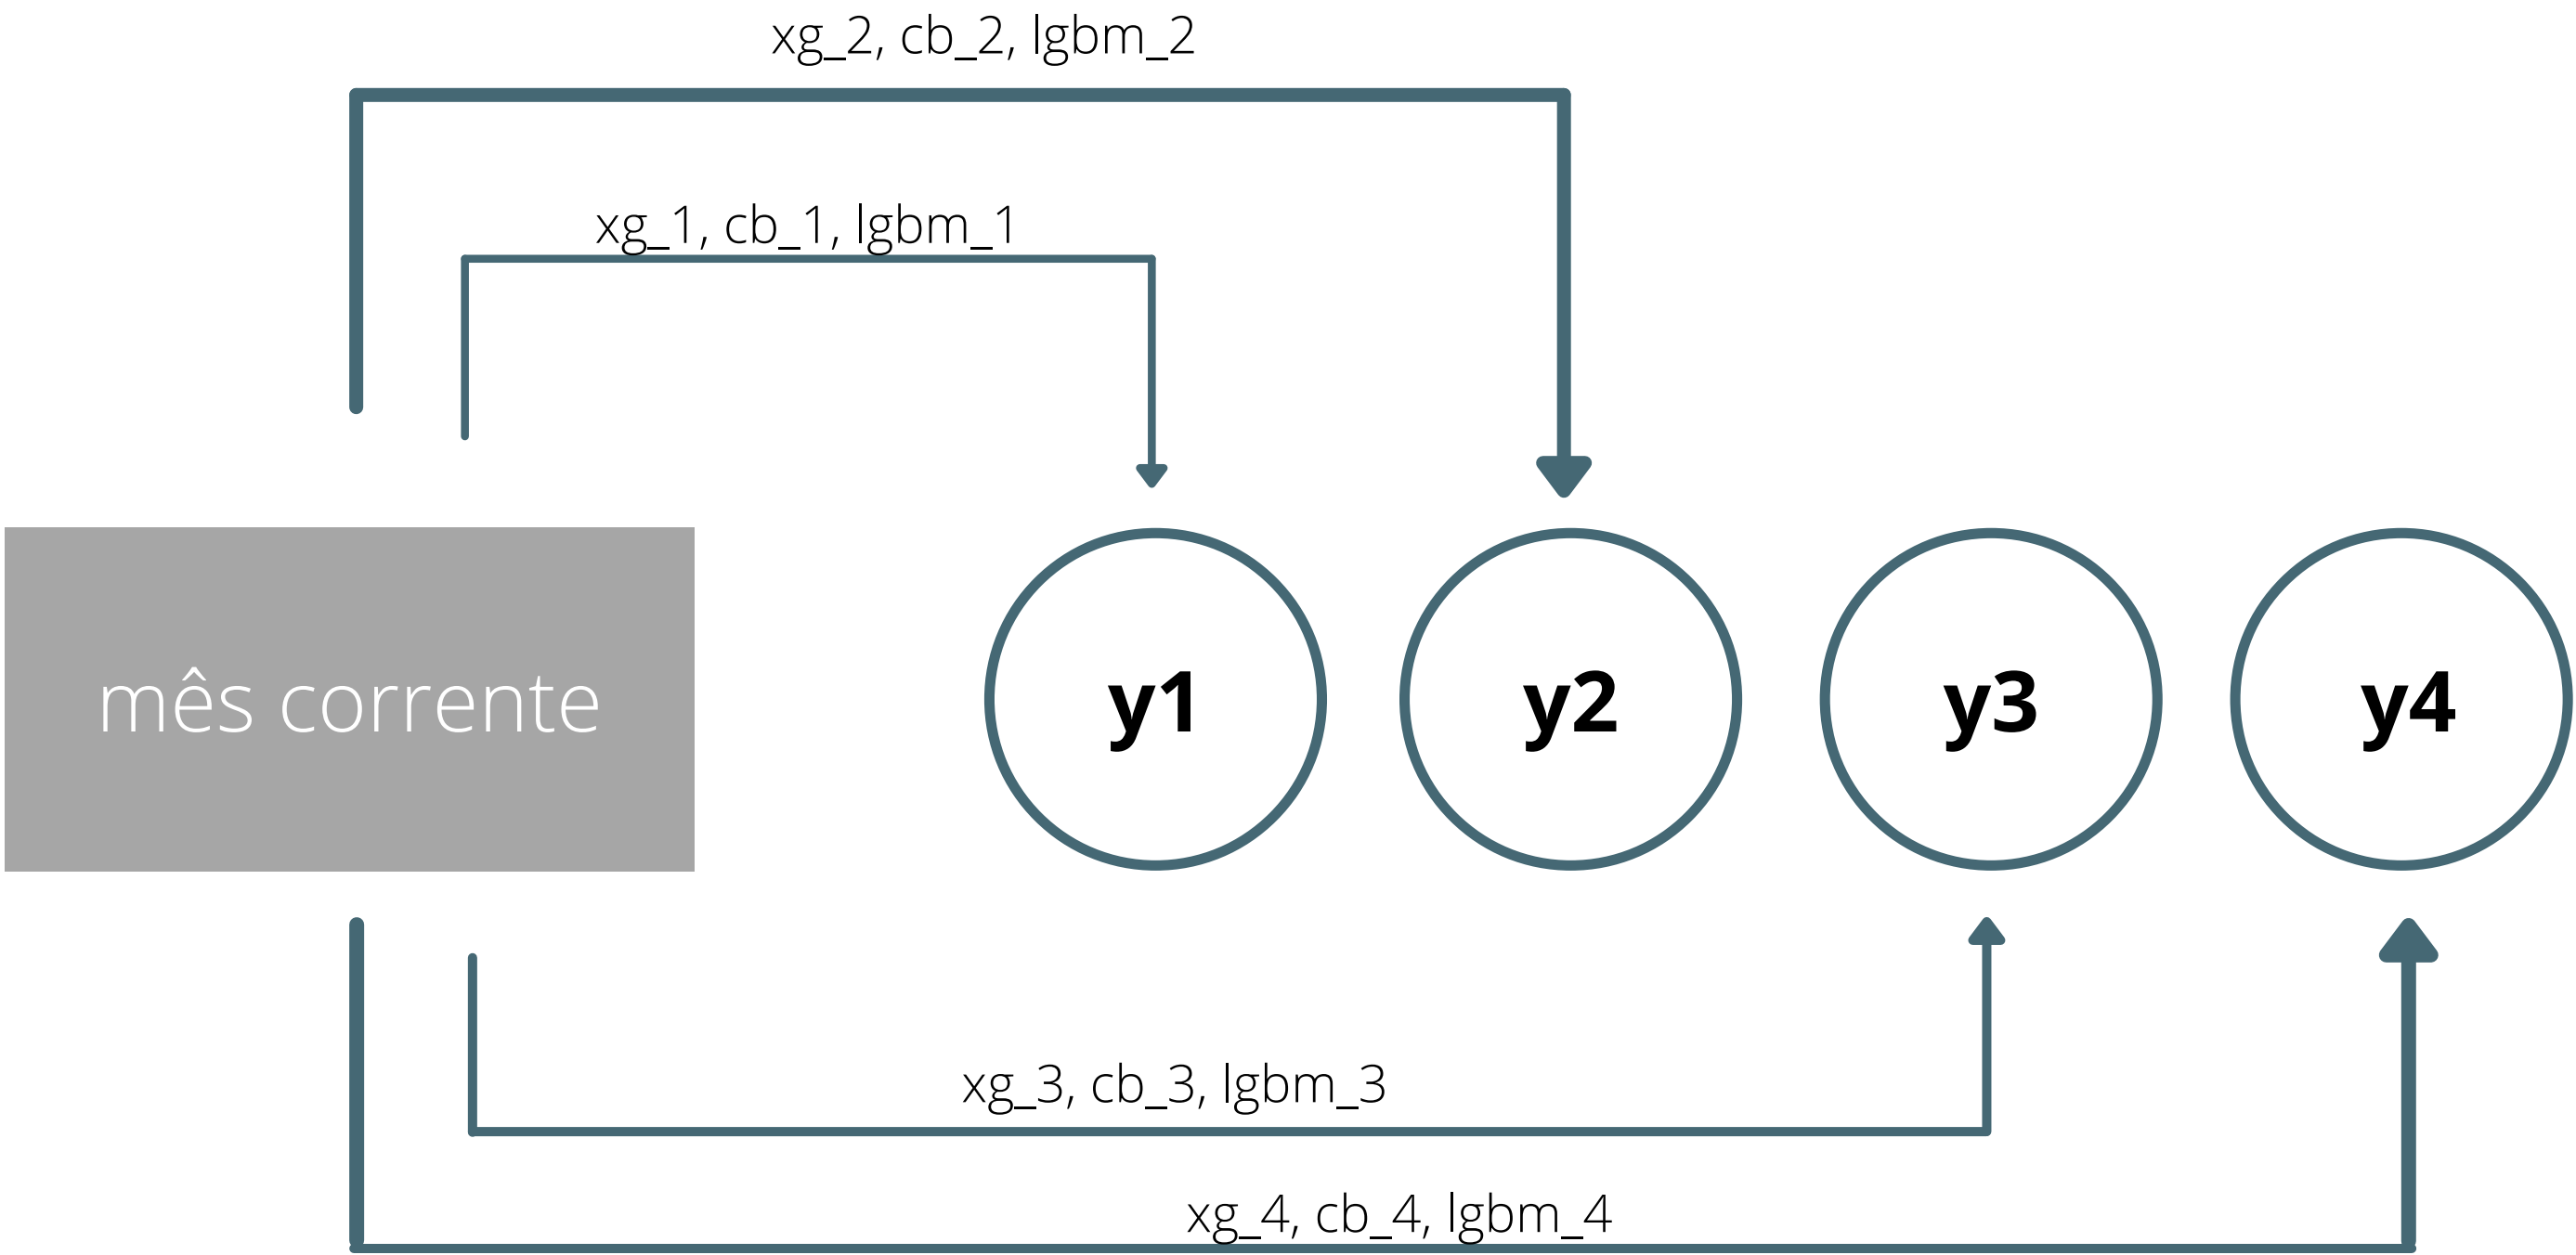 xg_2, cb_2, lgbm_2
xg_1, cb_1, lgbm_1
mês corrente
y1
y2
y3
y4
xg_3, cb_3, lgbm_3
xg_4, cb_4, lgbm_4